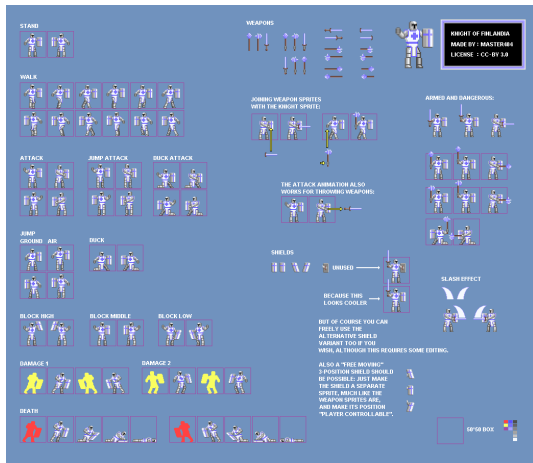 STAND
WEAPONS
KNIGHT OF FINLANDIA
MADE BY : MASTER484
LICENSE : CC-BY 3.0
WALK
JOINING WEAPON SPRITES
WITH THE KNIGHT SPRITE:
ARMED AND DANGEROUS:
ATTACK
JUMP ATTACK
DUCK ATTACK
THE ATTACK ANIMATION ALSO
WORKS FOR THROWING WEAPONS:
JUMP
GROUND AIR
DUCK
SHIELDS
UNUSED
BECAUSE THIS
LOOKS COOLER
SLASH EFFECT
BLOCK HIGH
BLOCK MIDDLE
BLOCK LOW
BUT OF COURSE YOU CAN
FREELY USE THE
ALTERNATIVE SHIELD
VARIANT TOO IF YOU
WISH, ALTHOUGH THIS REQUIRES SOME EDITING.
DAMAGE 1
DAMAGE 2
ALSO A "FREE MOVING"
3 POSITION SHIELD SHOULD
BE POSSIBLE: JUST MAKE
THE SHIELD A SEPARATE
SPRITE, MUCH LIKE THE
WEAPON SPRITES ARE,
AND MAKE ITS POSITION
"PLAYER CONTROLLABLE".
DEATH
50*50 BOX